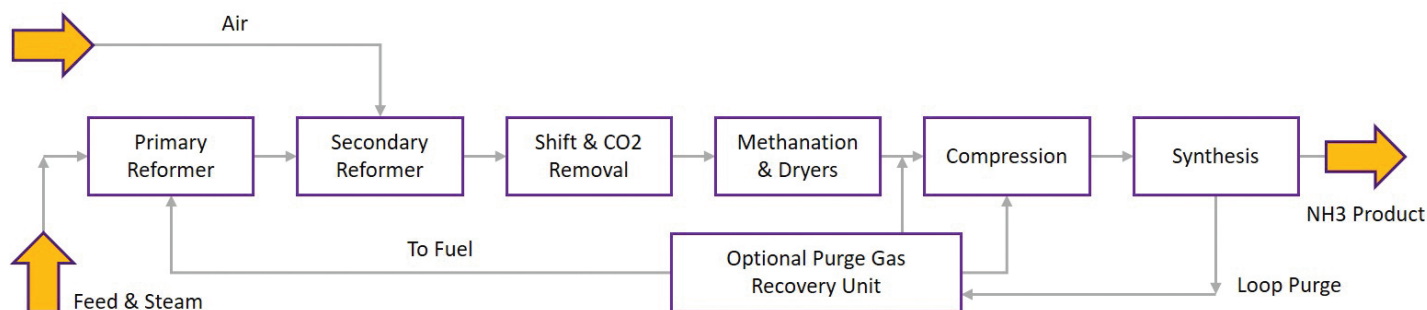 Air
Primary
Reformer
Secondary
Reformer
Shift & CO2
Removal
Methanation
& Dryers
Compression
Synthesis
NH3 Product
To Fuel
Optional Purge Gas
Recovery Unit
Loop Purge
Feed & Steam